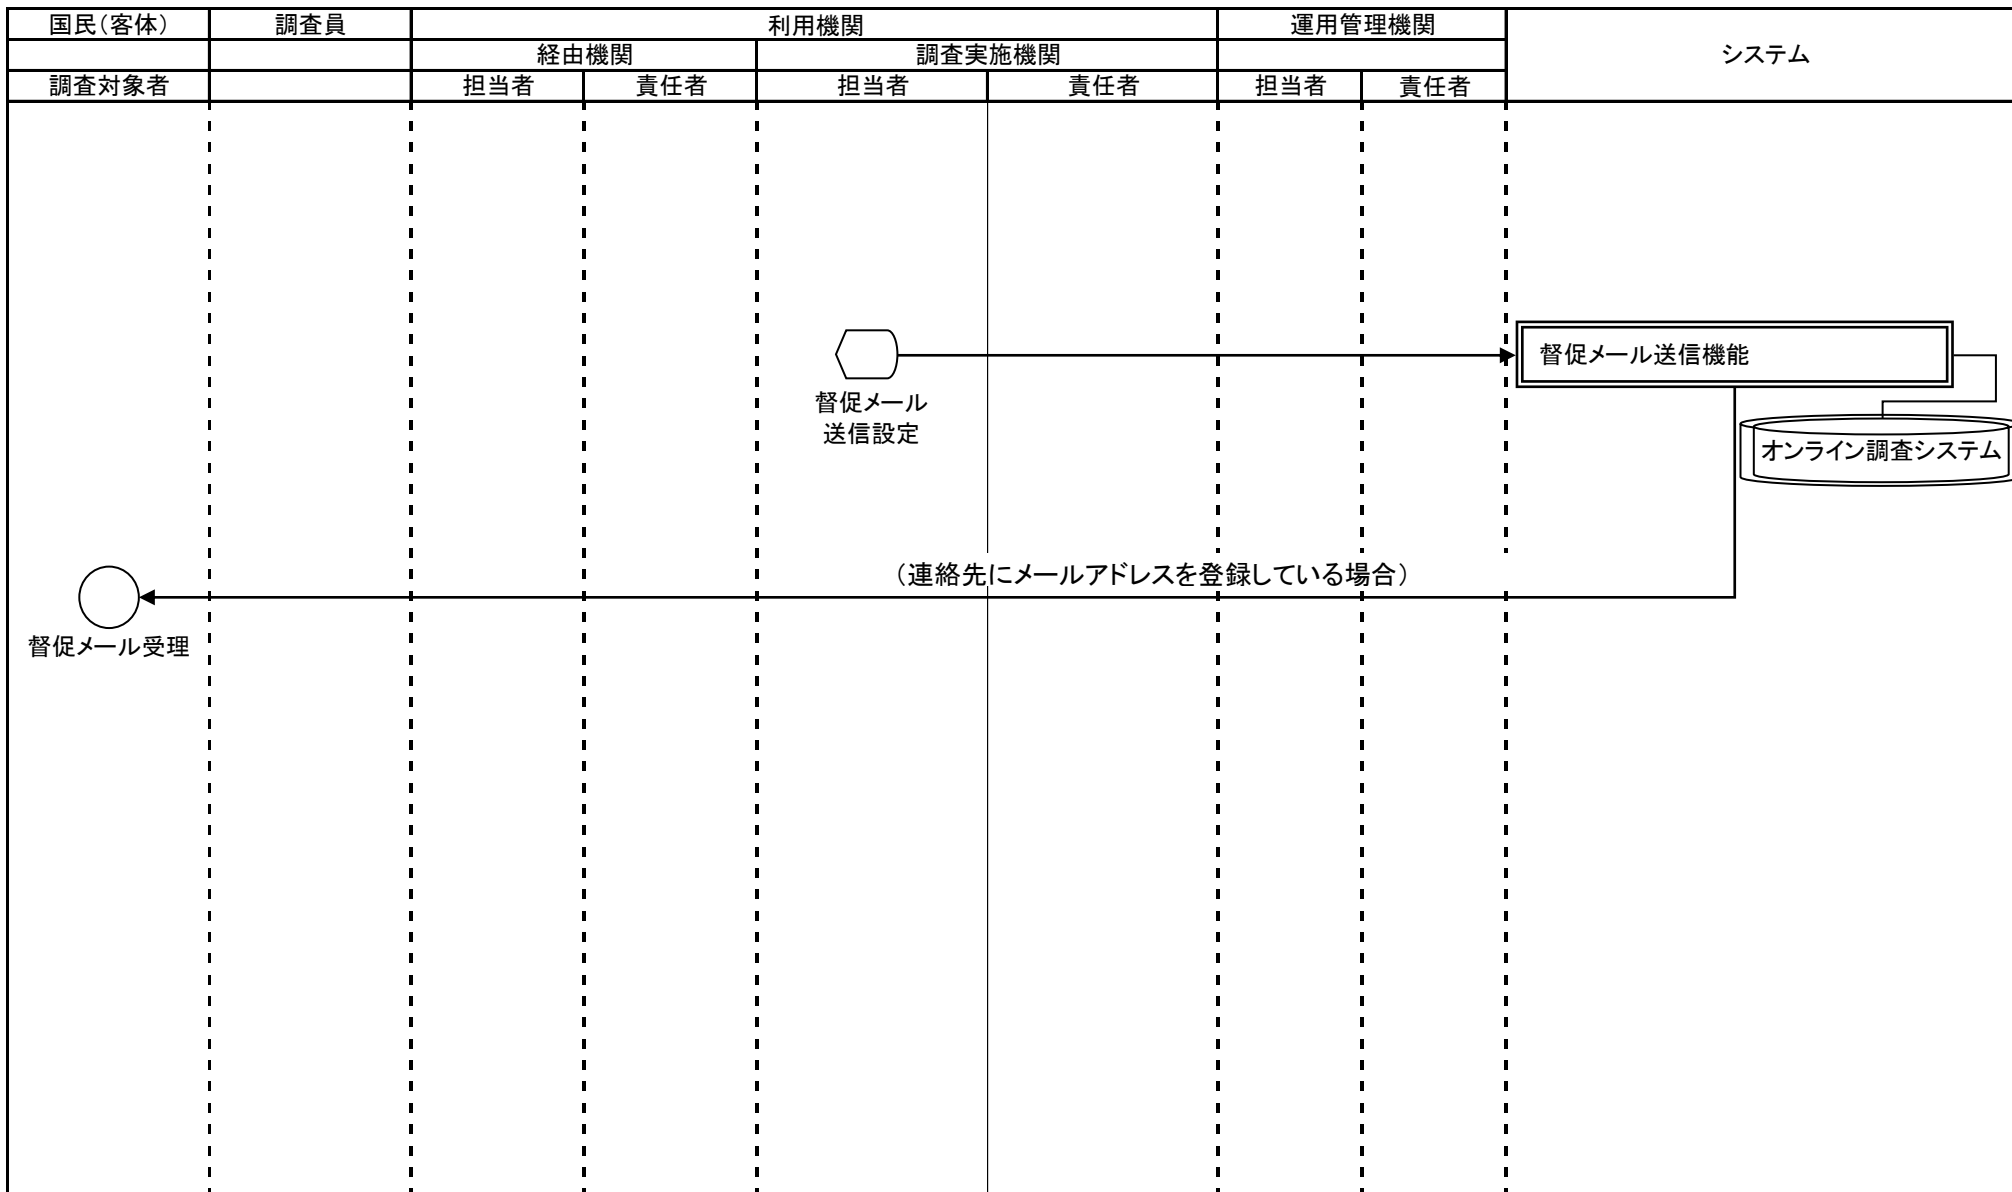 国民（客体）
調査員
利用機関
運用管理機関
システム
経由機関
調査実施機関
調査対象者
担当者
責任者
担当者
責任者
担当者
責任者
督促メール送信機能
督促メール
送信設定
オンライン調査システム
（連絡先にメールアドレスを登録している場合）
督促メール受理